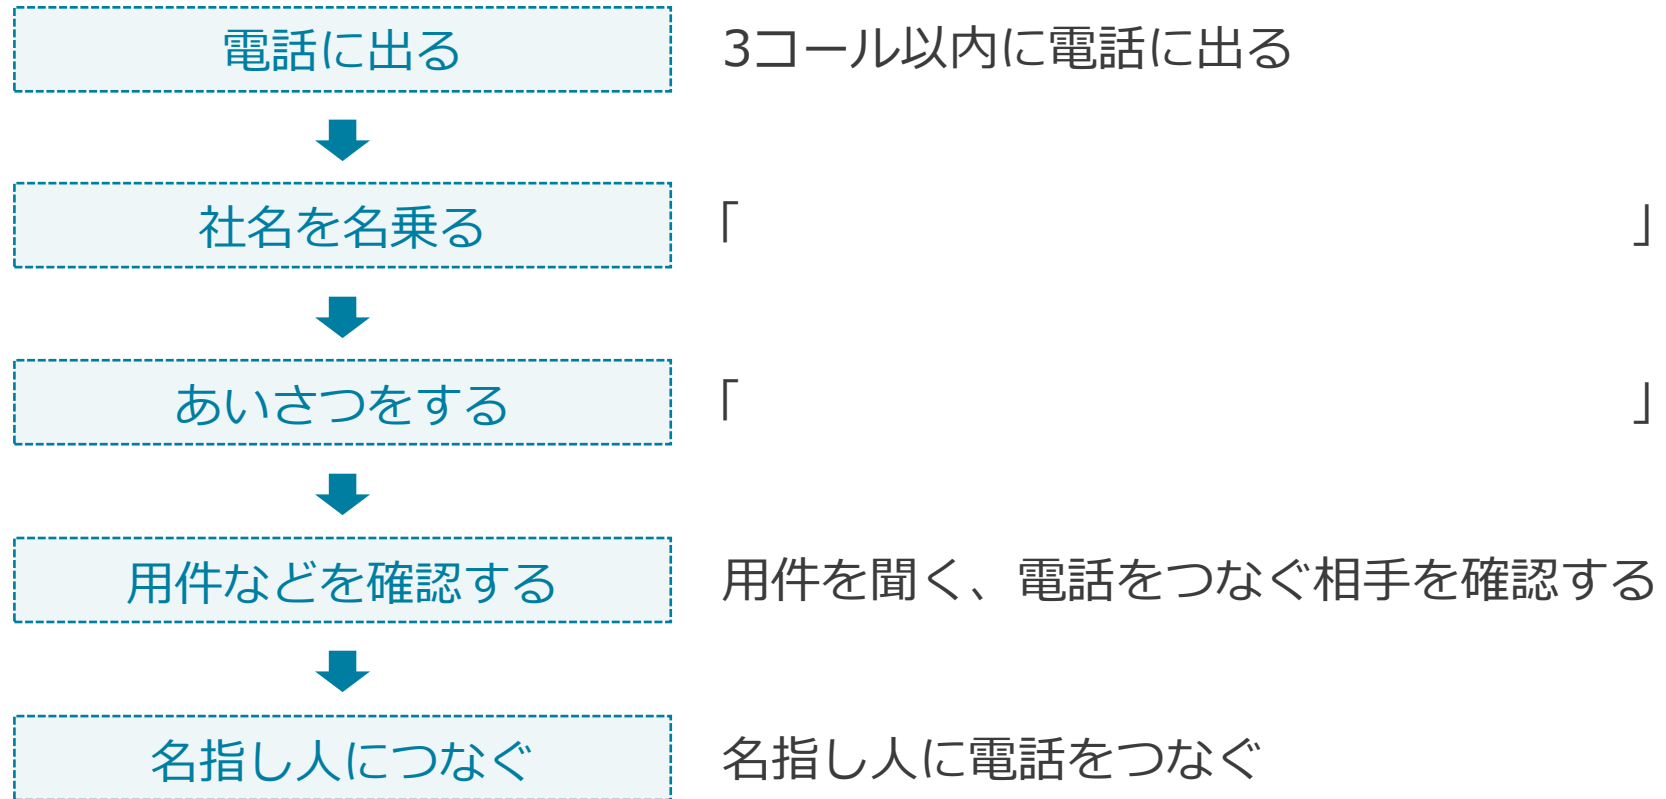 電話に出る
3コール以内に電話に出る
社名を名乗る
「 」
あいさつをする
「 」
用件などを確認する
用件を聞く、電話をつなぐ相手を確認する
名指し人につなぐ
名指し人に電話をつなぐ